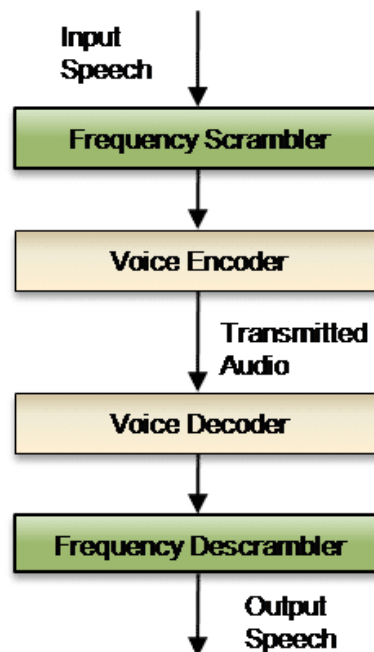 Input
Speech
Frequency Scrambler
Voice Encoder
Transmitted
Audio
Voice Decoder
Frequency Descrambler
Output
Speech